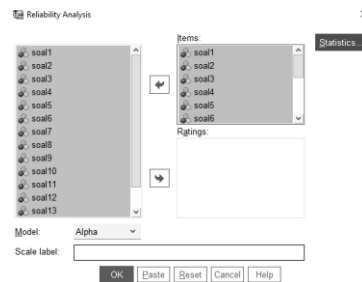 Reliability Analysis
Items:
Statistics...
soal1
soal2
soal3
soal4
soal5
soal6
soal7
soal8
soal9
soal10
soal11
soal12
soal13
soal1
soal2
soal3
soal4
soal5
soal6
Ratings:
Model: Alpha
Scale label:
OK Paste Reset Cancel Help